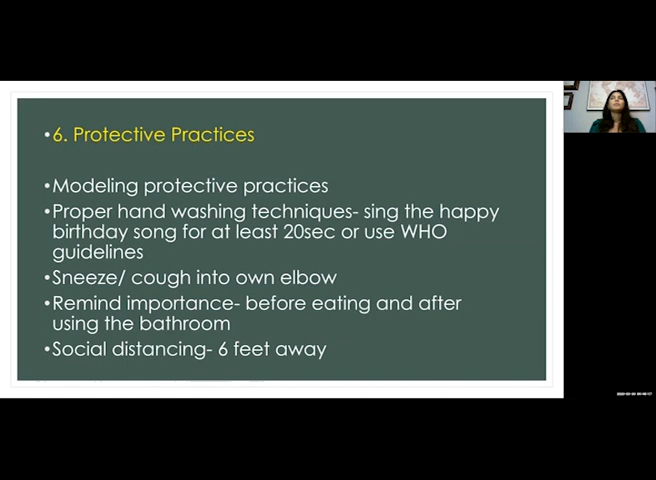 •6. Protective Practices
•Modeling protective practices
•Proper hand washing techniques- sing the happy
birthday song for at least 20sec or use WHO
guidelines
•Sneeze/ cough into own elbow
•Remind importance- before eating and after
using the bathroom
•Social distancing- 6 feet away